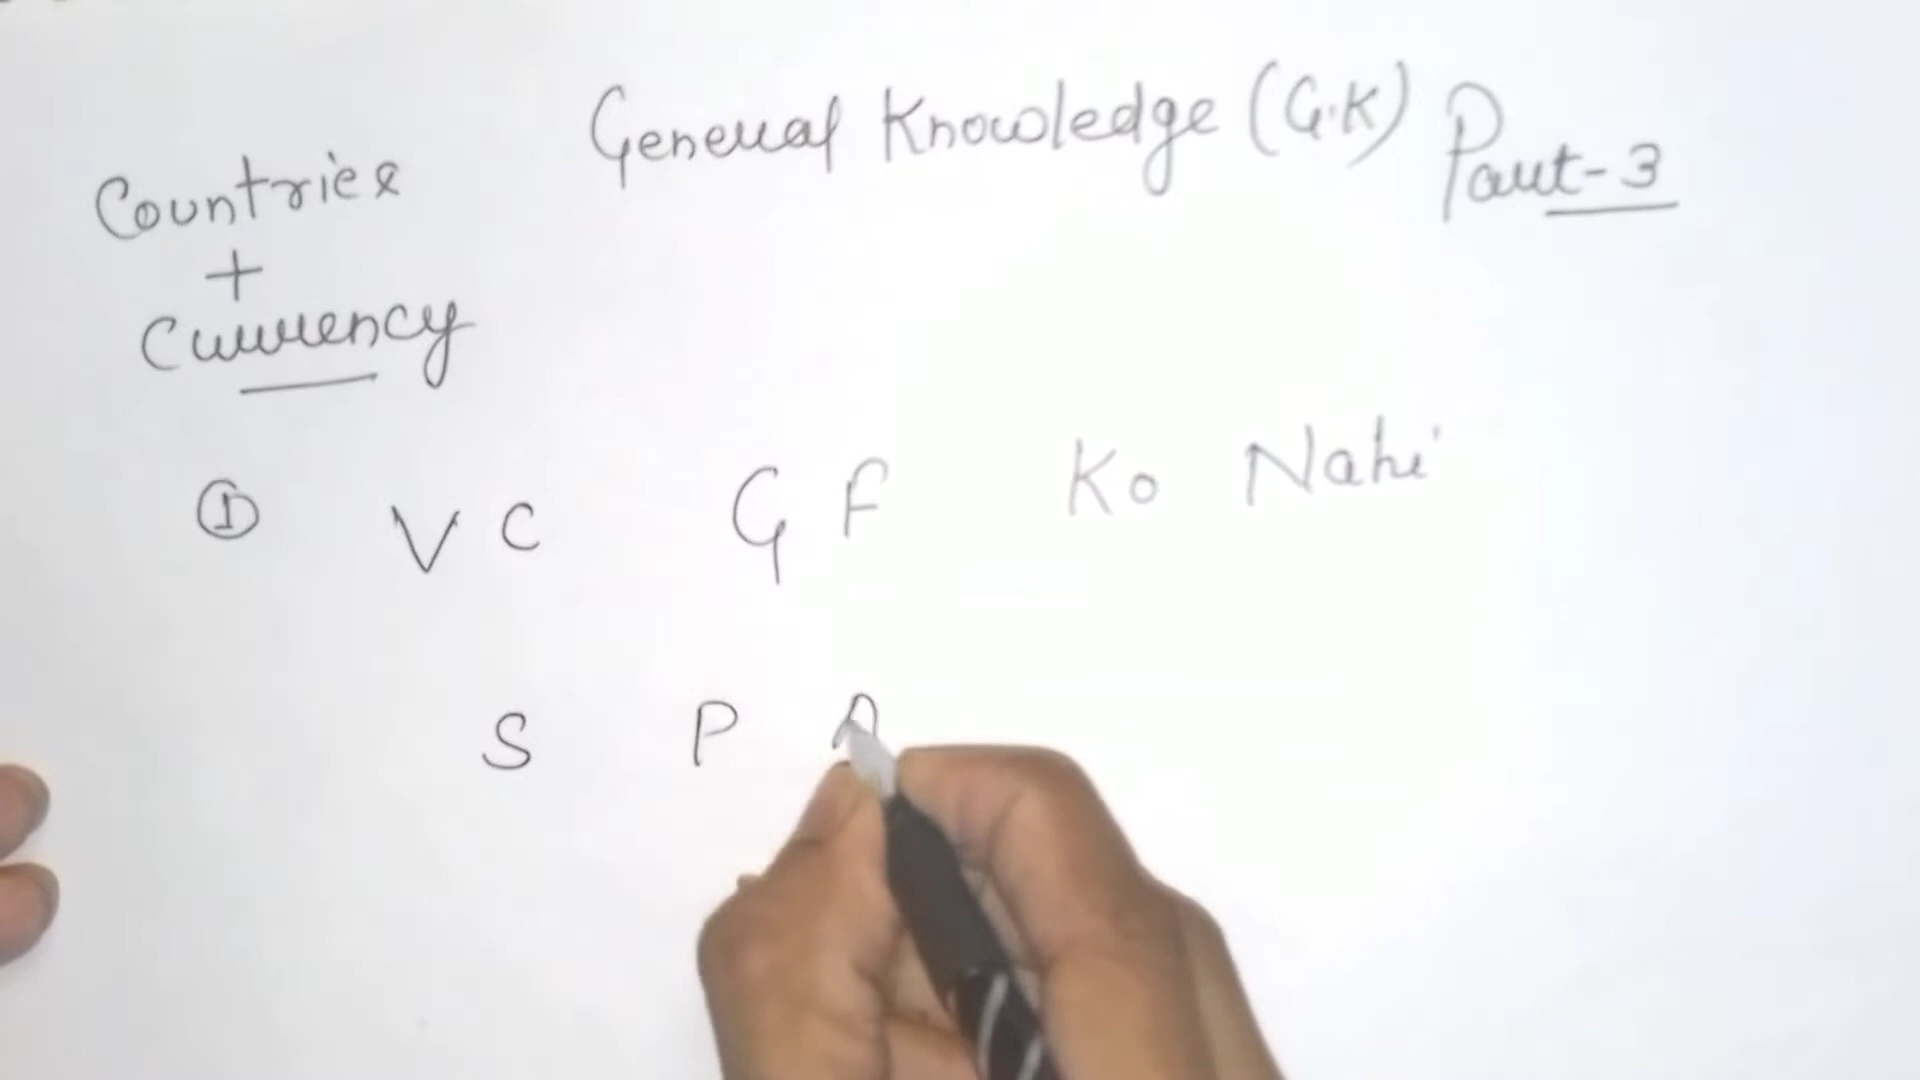 General Knowledge (G.K) Part-3
Countries
+
Currency
① V C G F Ko Nahi
S P A